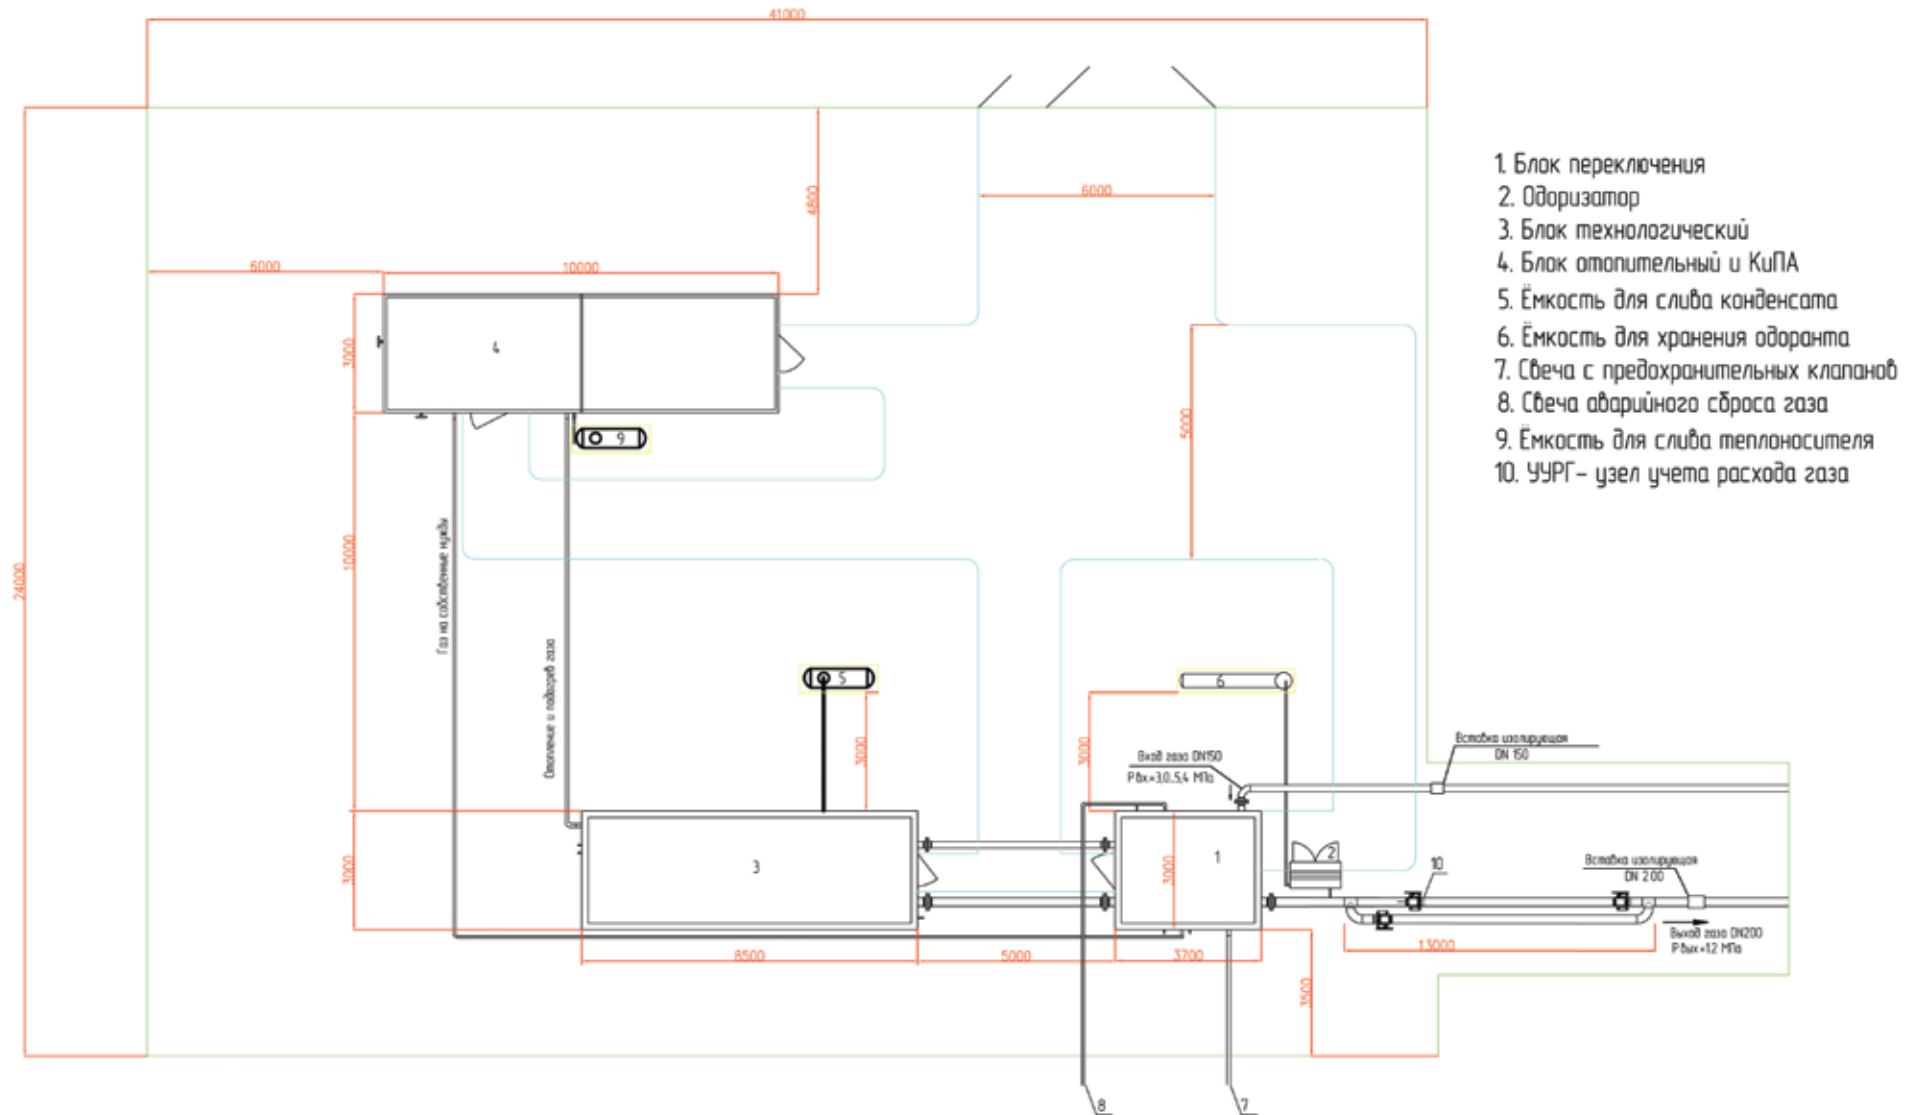 41000
4800
6000
6000
10000
3000
4
9
5000
10000
24000
Газ на собственные нужды
Отопление и подогрев газа
5
3000
6
3000
Вход газа DN150
Рвх=3,0..5,4 МПа
Вставка изолирующая
DN 150
3000
3
1
3000
2
10
Вставка изолирующая
DN 200
Выход газа DN200
Рвых=1.2 МПа
8500
5000
3700
13000
3500
8
7
1. Блок переключения
2. Одоризатор
3. Блок технологический
4. Блок отопительный и КиПА
5. Ёмкость для слива конденсата
6. Ёмкость для хранения одоранта
7. Свеча с предохранительных клапанов
8. Свеча аварийного сброса газа
9. Ёмкость для слива теплоносителя
10. УУРГ- узел учета расхода газа